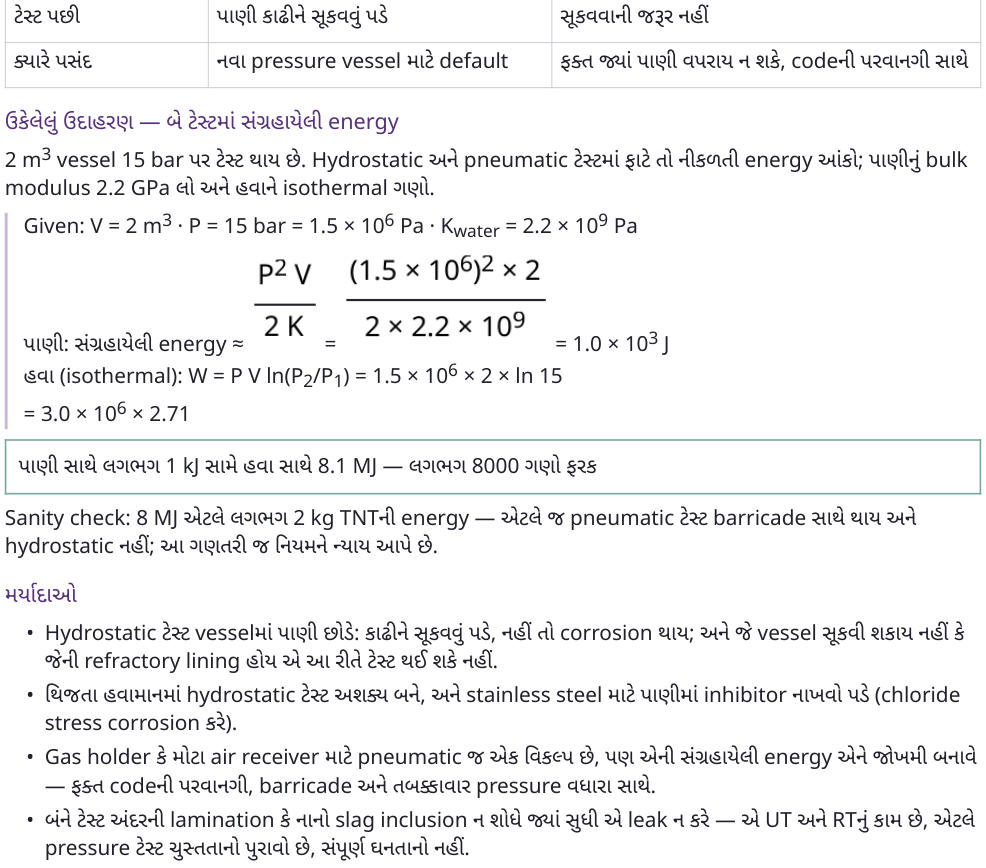 ટેસ્ટ પછી પાણી કાઢીને સૂકવવું પડે સૂકવવાની જરૂર નહીં
ક્યારે પસંદ નવા pressure vessel માટે default ફક્ત જ્યાં પાણી વપરાય ન શકે, codeની પરવાનગી સાથે
ઉકેલેલું ઉદાહરણ — બે ટેસ્ટમાં સંગ્રહાયેલી energy
2 m³ vessel 15 bar પર ટેસ્ટ થાય છે. Hydrostatic અને pneumatic ટેસ્ટમાં ફાટે તો નીકળતી energy આંકો; પાણીનું bulk
modulus 2.2 GPa લો અને હવાને isothermal ગણો.
Given: V = 2 m³ · P = 15 bar = 1.5 × 10⁶ Pa · K_water = 2.2 × 10⁹ Pa
પાણી: સંગ્રહાયેલી energy ≈ P² V / 2 K = (1.5 × 10⁶)² × 2 / 2 × 2.2 × 10⁹ = 1.0 × 10³ J
હવા (isothermal): W = P V ln(P₂/P₁) = 1.5 × 10⁶ × 2 × ln 15
= 3.0 × 10⁶ × 2.71
પાણી સાથે લગભગ 1 kJ સામે હવા સાથે 8.1 MJ — લગભગ 8000 ગણો ફરક
Sanity check: 8 MJ એટલે લગભગ 2 kg TNTની energy — એટલે જ pneumatic ટેસ્ટ barricade સાથે થાય અને
hydrostatic નહીં; આ ગણતરી જ નિયમને ન્યાય આપે છે.
મર્યાદાઓ
• Hydrostatic ટેસ્ટ vesselમાં પાણી છોડે: કાઢીને સૂકવવું પડે, નહીં તો corrosion થાય; અને જે vessel સૂકવી શકાય નહીં કે
જેની refractory lining હોય એ આ રીતે ટેસ્ટ થઈ શકે નહીં.
• થિજતા હવામાનમાં hydrostatic ટેસ્ટ અશક્ય બને, અને stainless steel માટે પાણીમાં inhibitor નાખવો પડે (chloride
stress corrosion કરે).
• Gas holder કે મોટા air receiver માટે pneumatic જ એક વિકલ્પ છે, પણ એની સંગ્રહાયેલી energy એને જોખમી બનાવે
— ફક્ત codeની પરવાનગી, barricade અને તબક્કાવાર pressure વધારા સાથે.
• બંને ટેસ્ટ અંદરની lamination કે નાનો slag inclusion ન શોધે જ્યાં સુધી એ leak ન કરે — એ UT અને RTનું કામ છે, એટલે
pressure ટેસ્ટ ચુસ્તતાનો પુરાવો છે, સંપૂર્ણ ઘનતાનો નહીં.